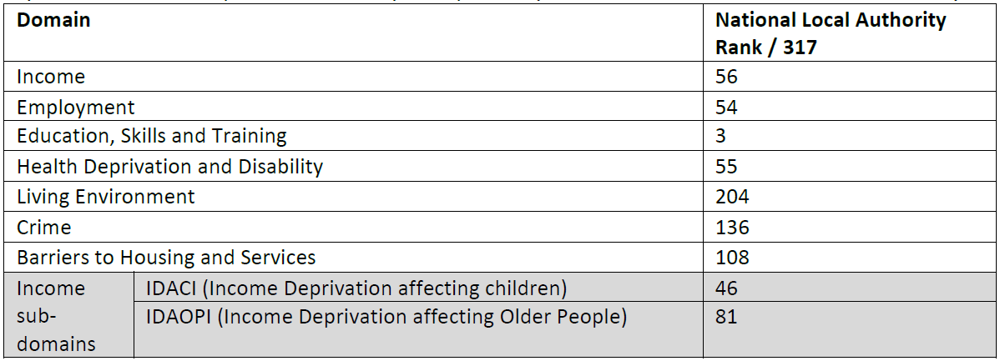 Domain National Local Authority
Rank / 317
Income 56
Employment 54
Education, Skills and Training 3
Health Deprivation and Disability 55
Living Environment 204
Crime 136
Barriers to Housing and Services 108
Income IDACI (Income Deprivation affecting children) 46
sub- IDAOPI (Income Deprivation affecting Older People) 81
domains